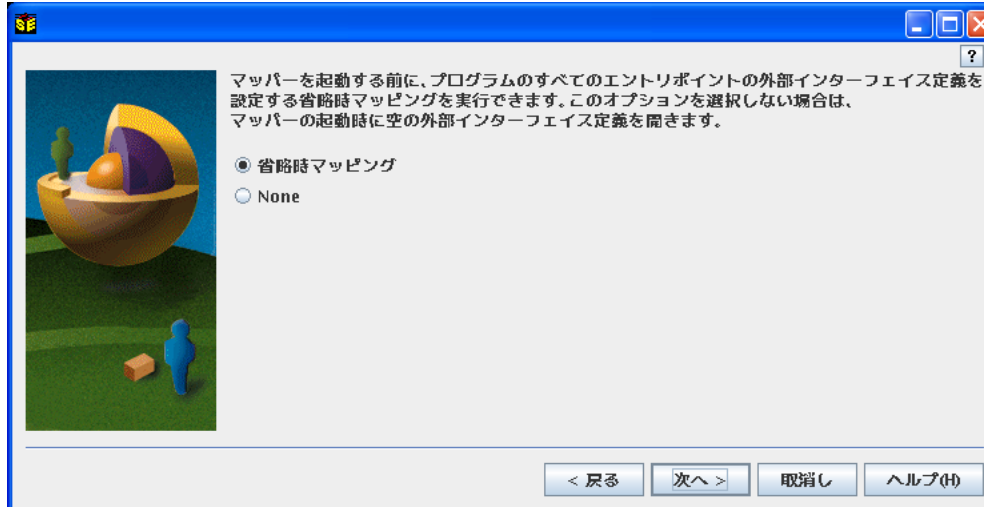 SE
?
マッパーを起動する前に、プログラムのすべてのエントリポイントの外部インターフェイス定義を
設定する省略時マッピングを実行できます。このオプションを選択しない場合は、
マッパーの起動時に空の外部インターフェイス定義を開きます。
省略時マッピング
None
< 戻る 次へ > 取消し ヘルプ(H)